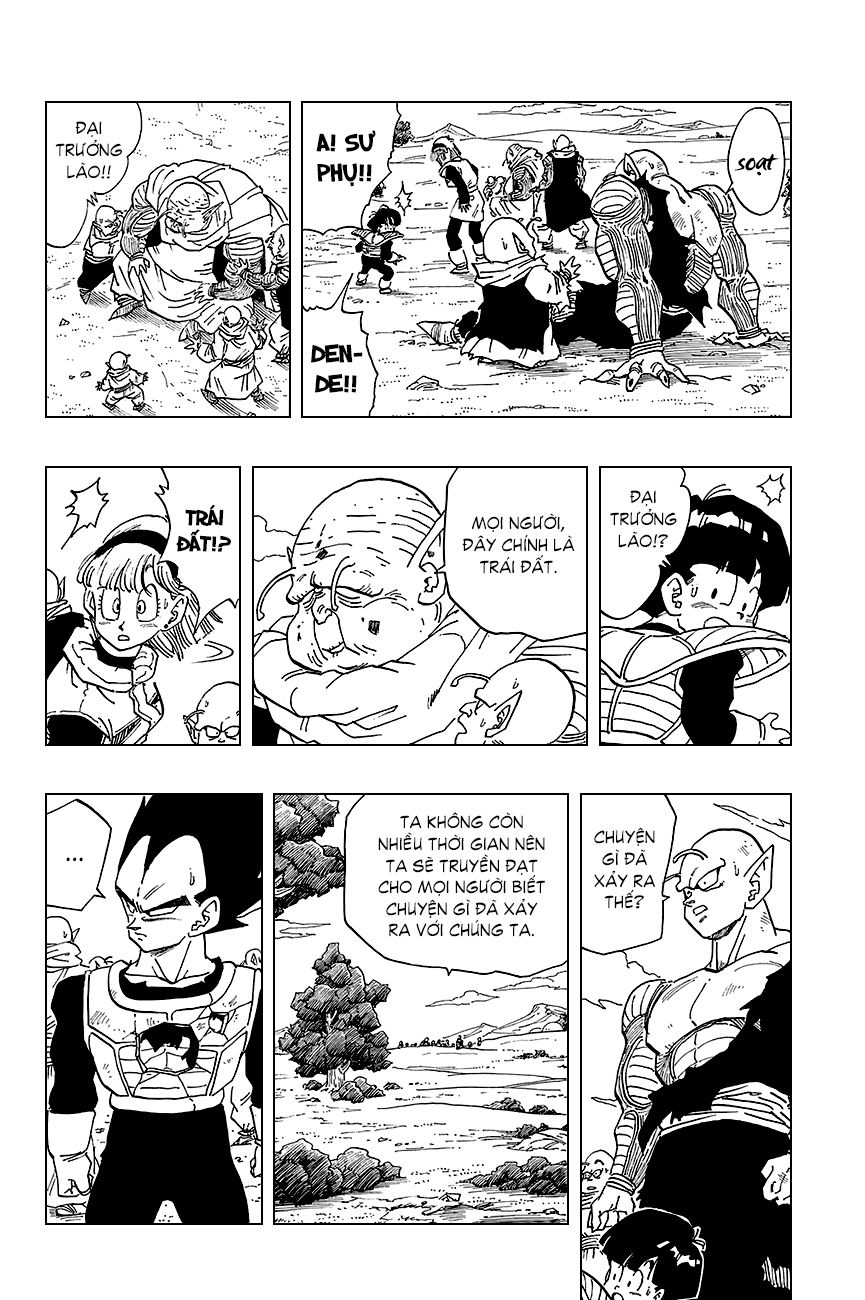 soạt
A! SƯ
PHỤ!!
DEN-
DE!!
ĐẠI
TRƯỞNG
LÃO!!
ĐẠI
TRƯỞNG
LÃO!?
MỌI NGƯỜI,
ĐÂY CHÍNH LÀ
TRÁI ĐẤT.
TRÁI
ĐẤT!?
CHUYỆN
GÌ ĐÃ
XẢY RA
THẾ?
TA KHÔNG CÒN
NHIỀU THỜI GIAN NÊN
TA SẼ TRUYỀN ĐẠT
CHO MỌI NGƯỜI BIẾT
CHUYỆN GÌ ĐÃ XẢY
RA VỚI CHÚNG TA.
...